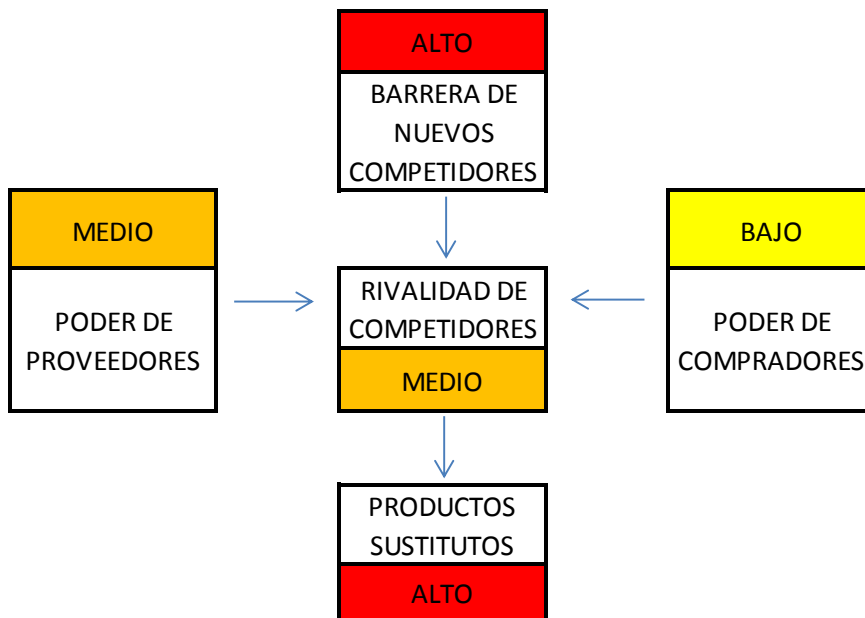 ALTO
BARRERA DE
NUEVOS
COMPETIDORES
MEDIO
PODER DE
PROVEEDORES
RIVALIDAD DE
COMPETIDORES
MEDIO
BAJO
PODER DE
COMPRADORES
PRODUCTOS
SUSTITUTOS
ALTO